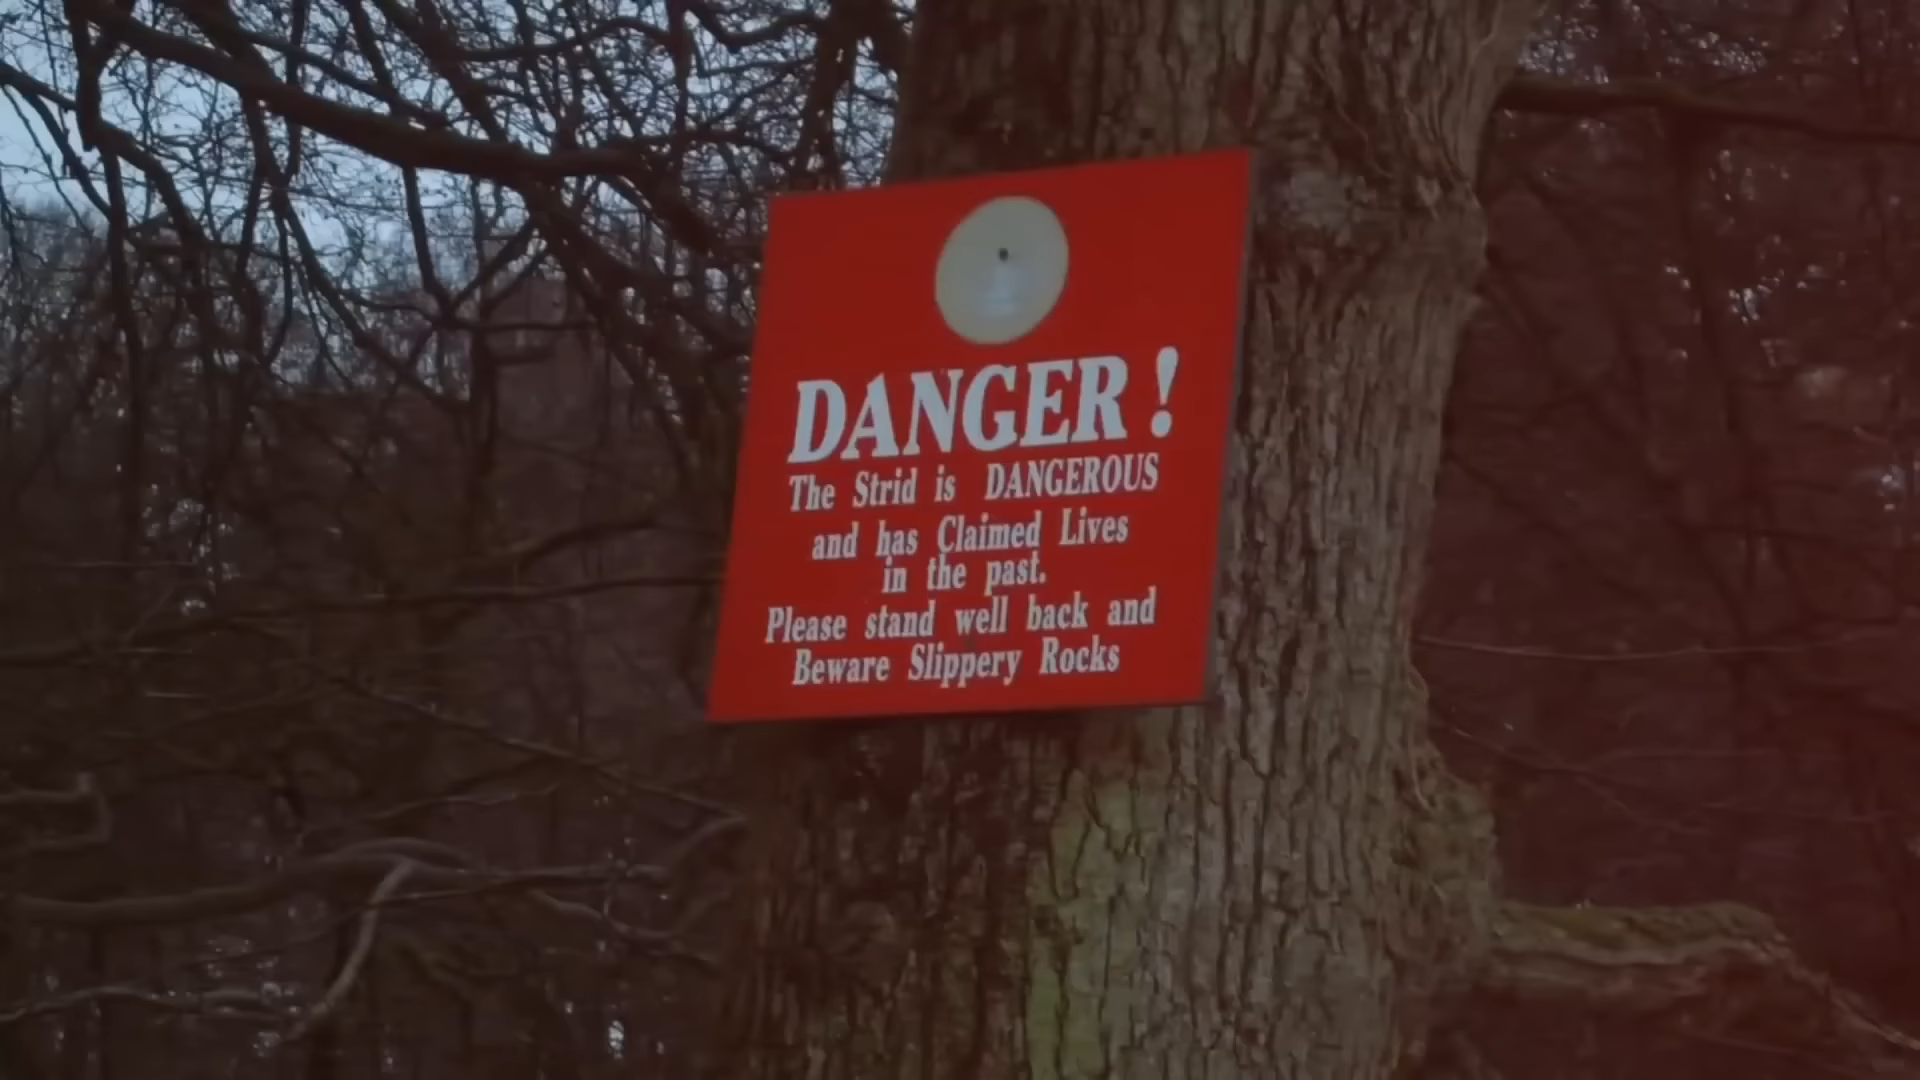 DANGER !
The Strid is DANGEROUS
and has Claimed Lives
in the past.
Please stand well back and
Beware Slippery Rocks